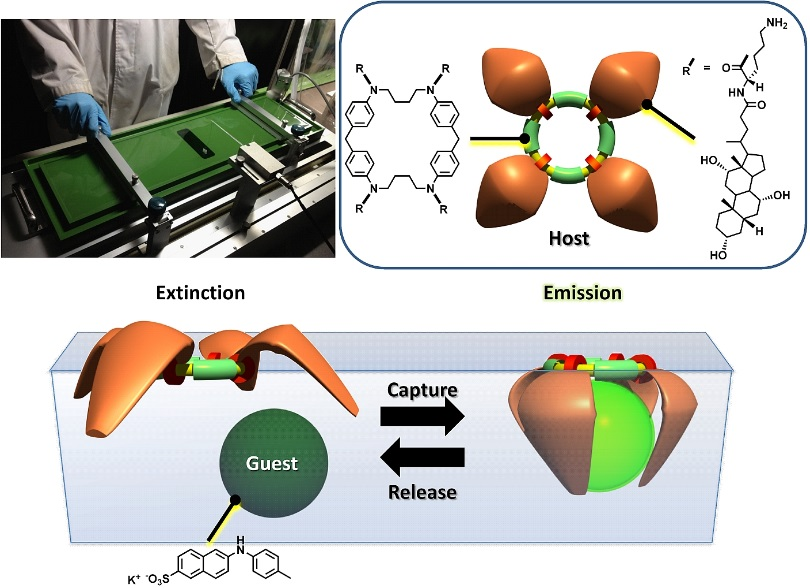 NH₂
R = O H
HN O
R R
N N
HO
OH
H
N N
R R
HO
Host
Extinction Emission
Capture
Guest
Release
H
N
K⁺ ⁻O₃S